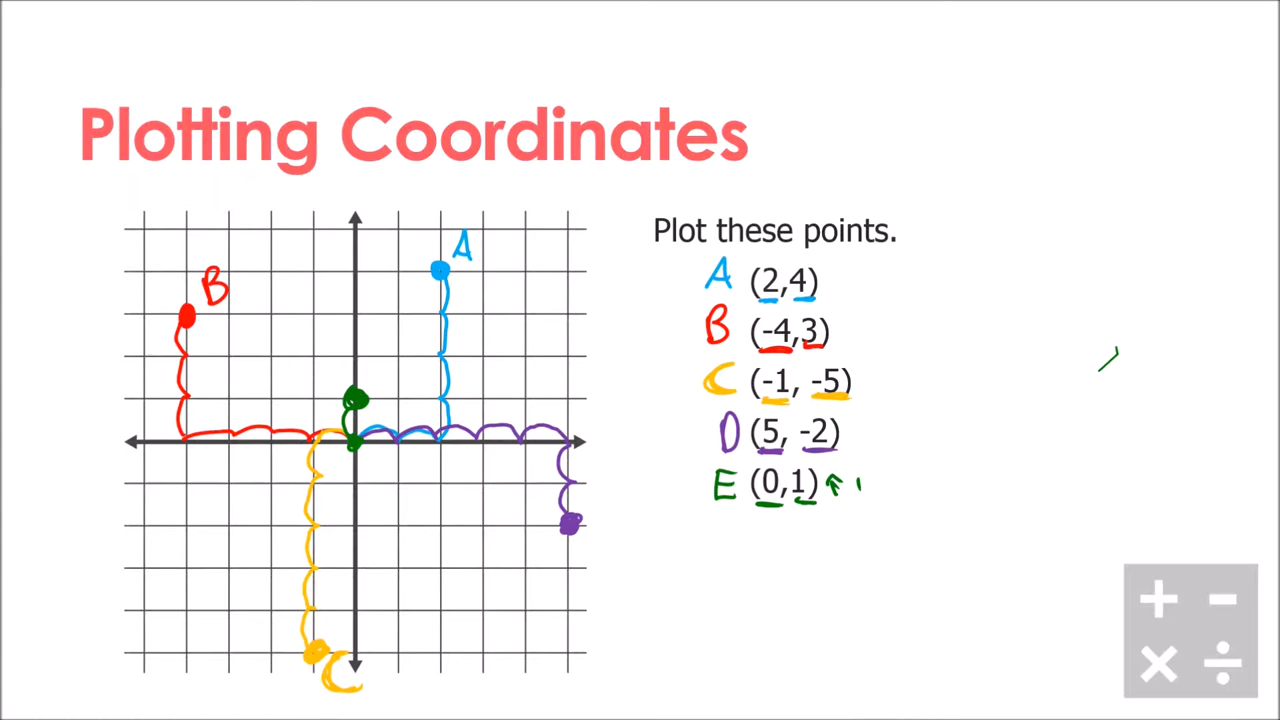 Plotting Coordinates
Plot these points.
A (2,4)
B (-4,3)
C (-1, -5)
D (5, -2)
E (0,1)
A
B
C
+ -
× ÷